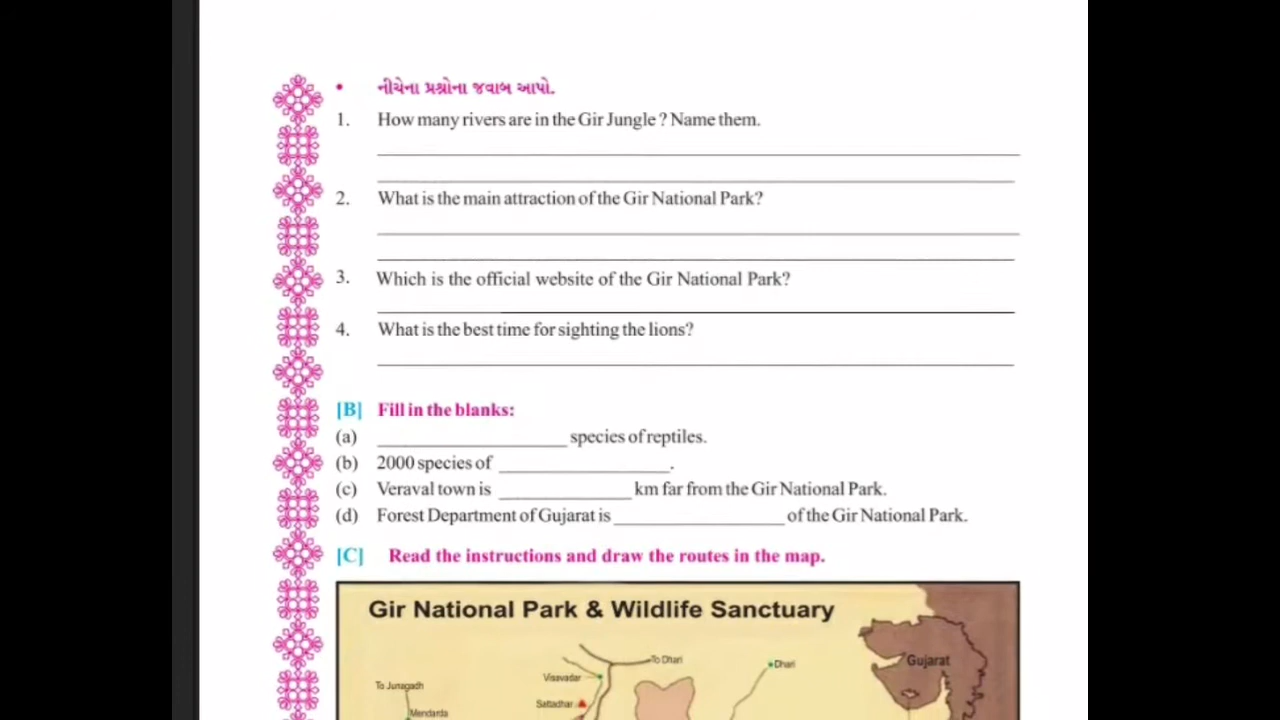 • નીચેના પ્રશ્નોના જવાબ આપો.
1. How many rivers are in the Gir Jungle ? Name them.
2. What is the main attraction of the Gir National Park?
3. Which is the official website of the Gir National Park?
4. What is the best time for sighting the lions?
[B] Fill in the blanks:
(a) ____________________ species of reptiles.
(b) 2000 species of __________________.
(c) Veraval town is ______________ km far from the Gir National Park.
(d) Forest Department of Gujarat is __________________ of the Gir National Park.
[C] Read the instructions and draw the routes in the map.
Gir National Park & Wildlife Sanctuary
To Dhari
Dhari
Gujarat
Visavadar
To Junagadh
Sattadhar
Mendarda